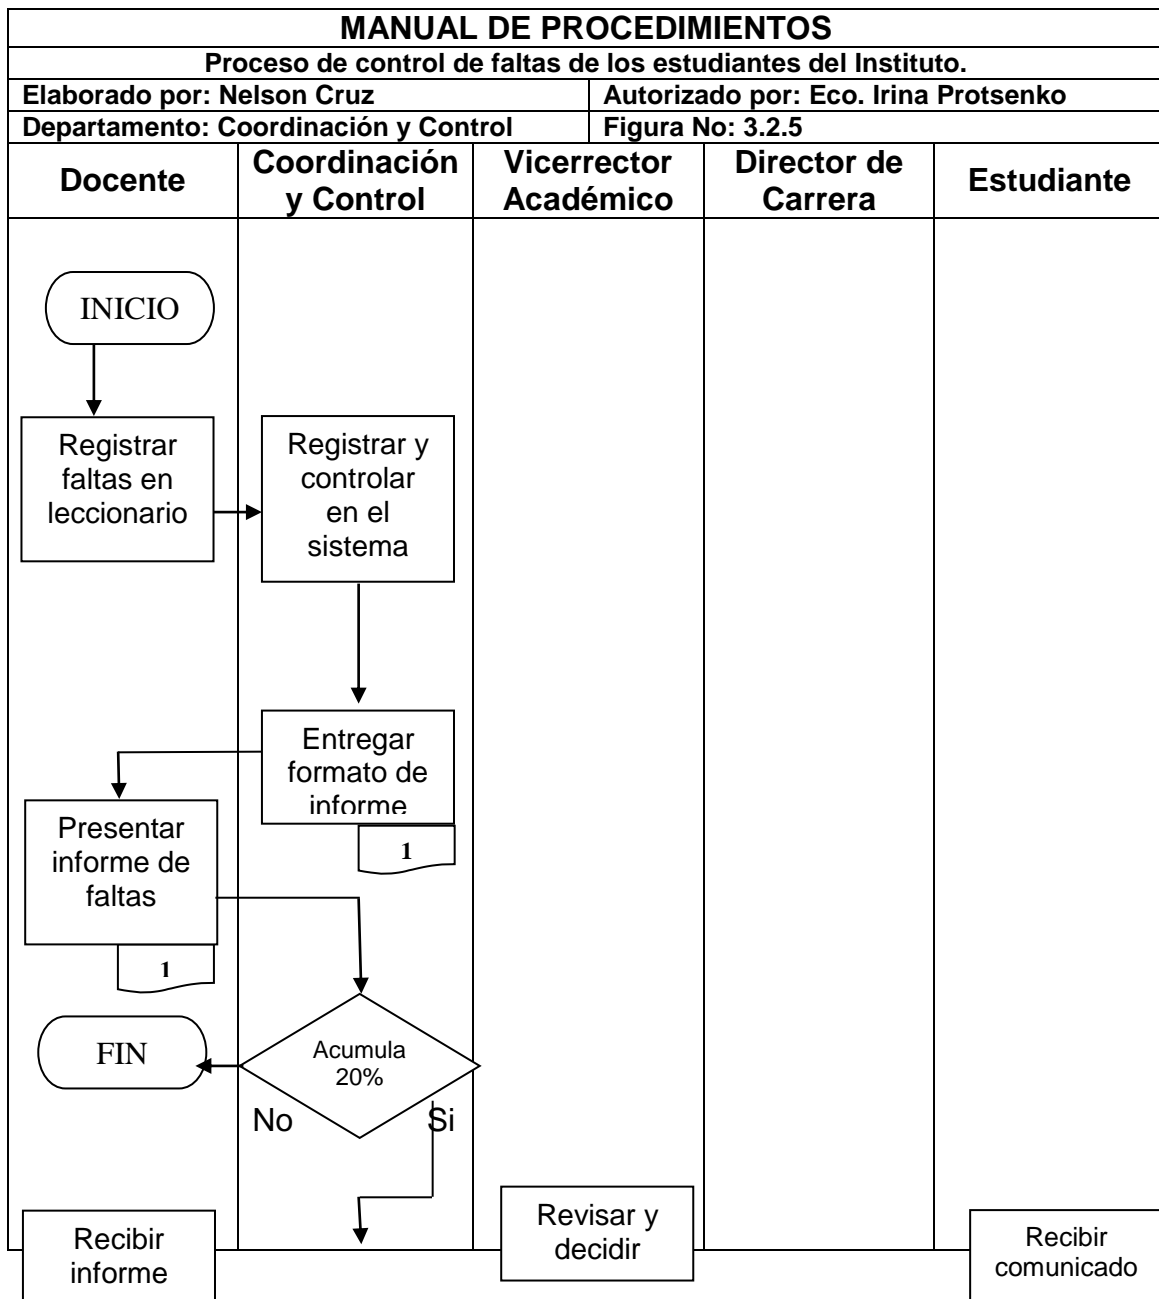 MANUAL DE PROCEDIMIENTOS
Proceso de control de faltas de los estudiantes del Instituto.
Elaborado por: Nelson Cruz
Autorizado por: Eco. Irina Protsenko
Departamento: Coordinación y Control
Figura No: 3.2.5
Docente
Coordinación
y Control
Vicerrector
Académico
Director de
Carrera
Estudiante
INICIO
Registrar
faltas en
leccionario
Registrar y
controlar
en el
sistema
Entregar
formato de
informe
1
Presentar
informe de
faltas
1
FIN
Acumula
20%
No
Si
Recibir
informe
Revisar y
decidir
Recibir
comunicado